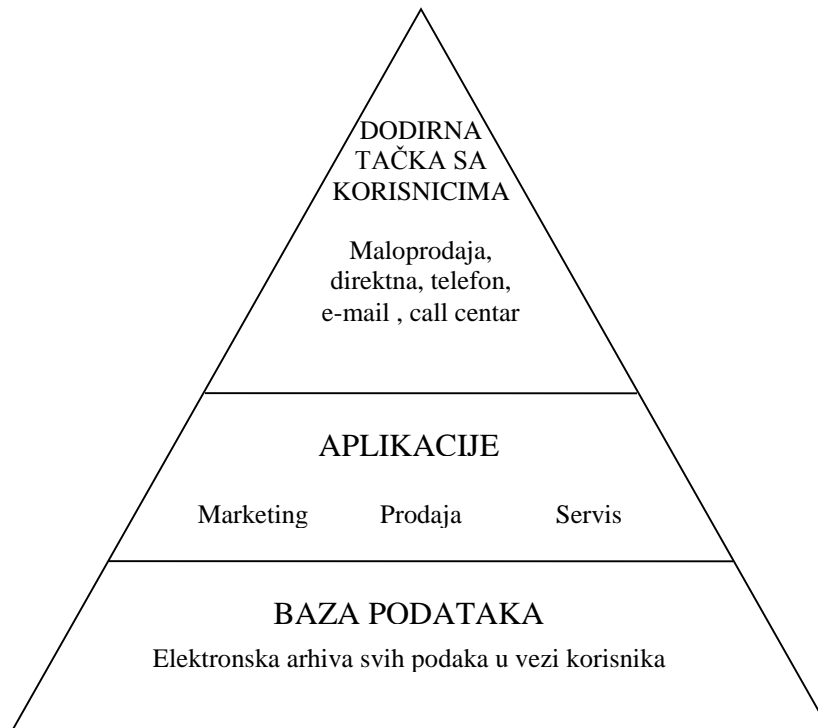 DODIRNA
TAČKA SA
KORISNICIMA
Maloprodaja,
direktna, telefon,
e-mail , call centar
APLIKACIJE
Marketing Prodaja Servis
BAZA PODATAKA
Elektronska arhiva svih podaka u vezi korisnika